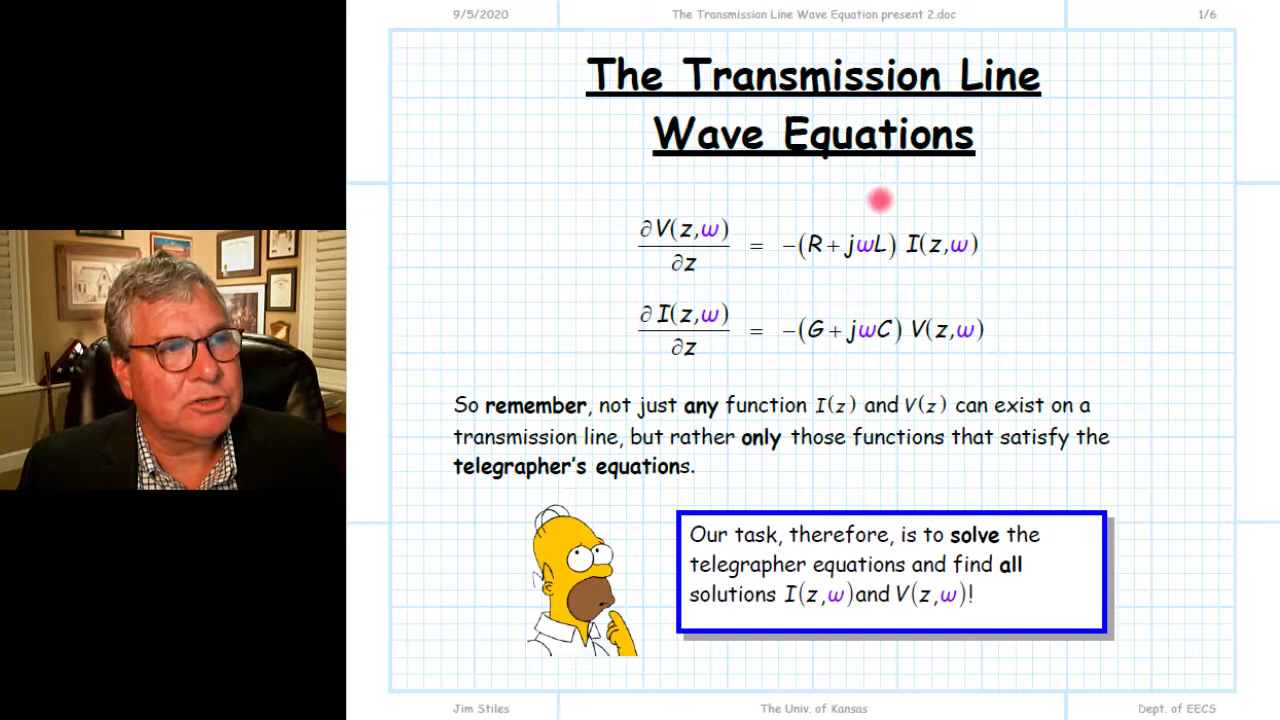 9/5/2020 The Transmission Line Wave Equation present 2.doc 1/6
The Transmission Line
Wave Equations
∂V(z,ω)/∂z = −(R+jωL) I(z,ω)
∂I(z,ω)/∂z = −(G+jωC) V(z,ω)
So remember, not just any function I(z) and V(z) can exist on a
transmission line, but rather only those functions that satisfy the
telegrapher's equations.
Our task, therefore, is to solve the
telegrapher equations and find all
solutions I(z,ω)and V(z,ω)!
Jim Stiles The Univ. of Kansas Dept. of EECS